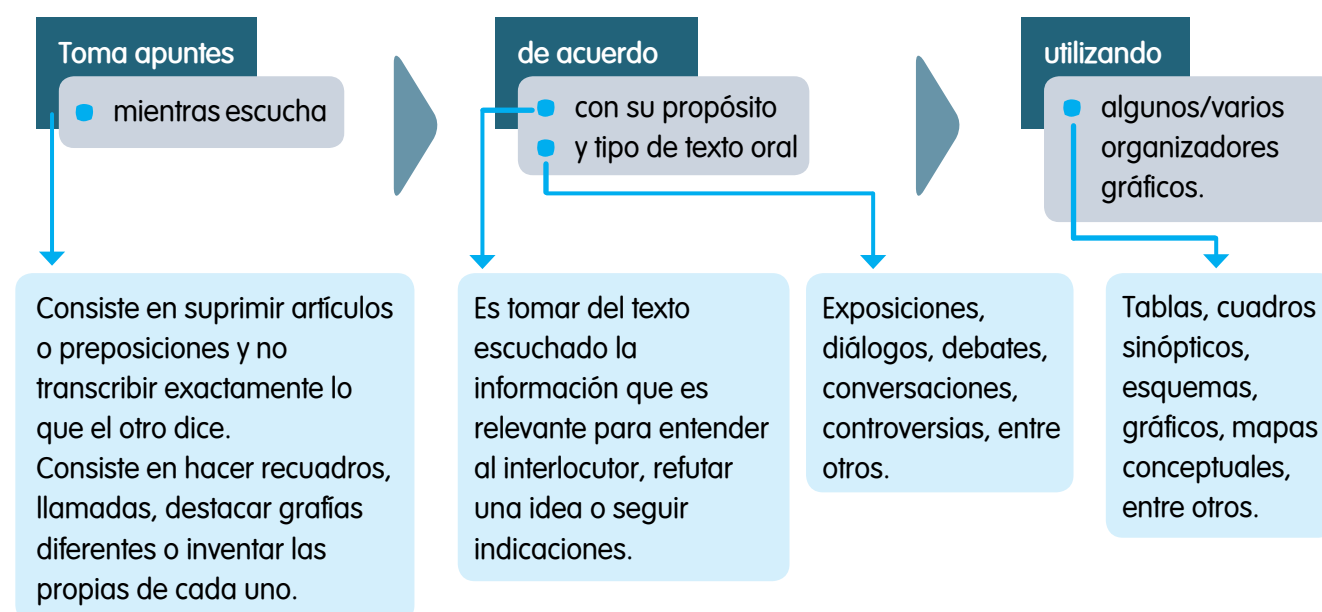 Toma apuntes
mientras escucha
de acuerdo
con su propósito
y tipo de texto oral
utilizando
algunos/varios
organizadores
gráficos.
Consiste en suprimir artículos
o preposiciones y no
transcribir exactamente lo
que el otro dice.
Consiste en hacer recuadros,
llamadas, destacar grafías
diferentes o inventar las
propias de cada uno.
Es tomar del texto
escuchado la
información que es
relevante para entender
al interlocutor, refutar
una idea o seguir
indicaciones.
Exposiciones,
diálogos, debates,
conversaciones,
controversias, entre
otros.
Tablas, cuadros
sinópticos,
esquemas,
gráficos, mapas
conceptuales,
entre otros.